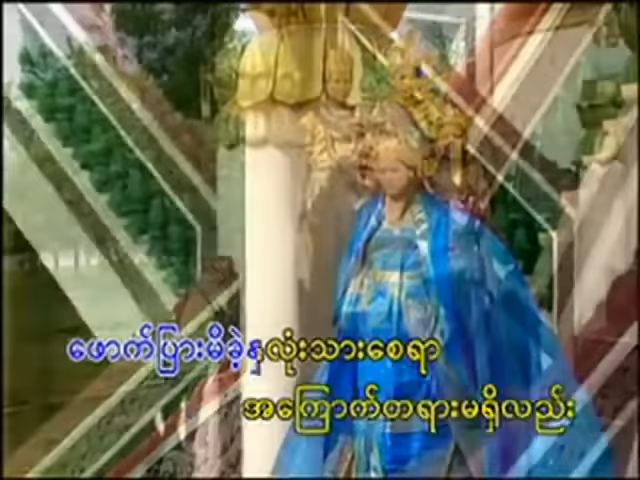 ဖောက်ပြားမိခဲ့နှလုံးသားစေရာ
အကြောက်တရားမရှိလည်း